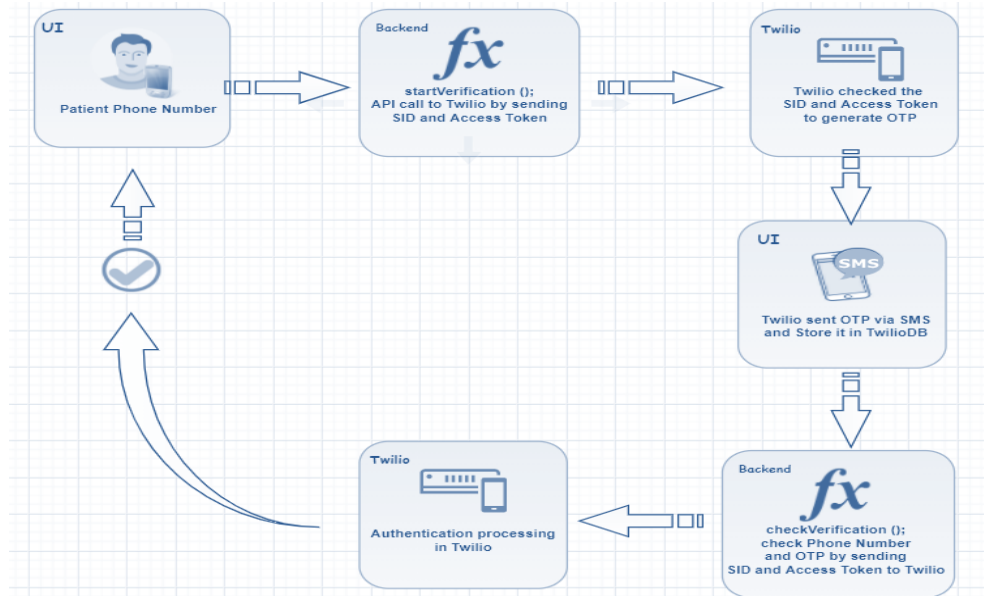 UI
Patient Phone Number
Backend
fx
startVerification ();
API call to Twilio by sending
SID and Access Token
Twilio
Twilio checked the
SID and Access Token
to generate OTP
UI
SMS
Twilio sent OTP via SMS
and Store it in TwilioDB
Backend
fx
checkVerification ();
check Phone Number
and OTP by sending
SID and Access Token to Twilio
Twilio
Authentication processing
in Twilio